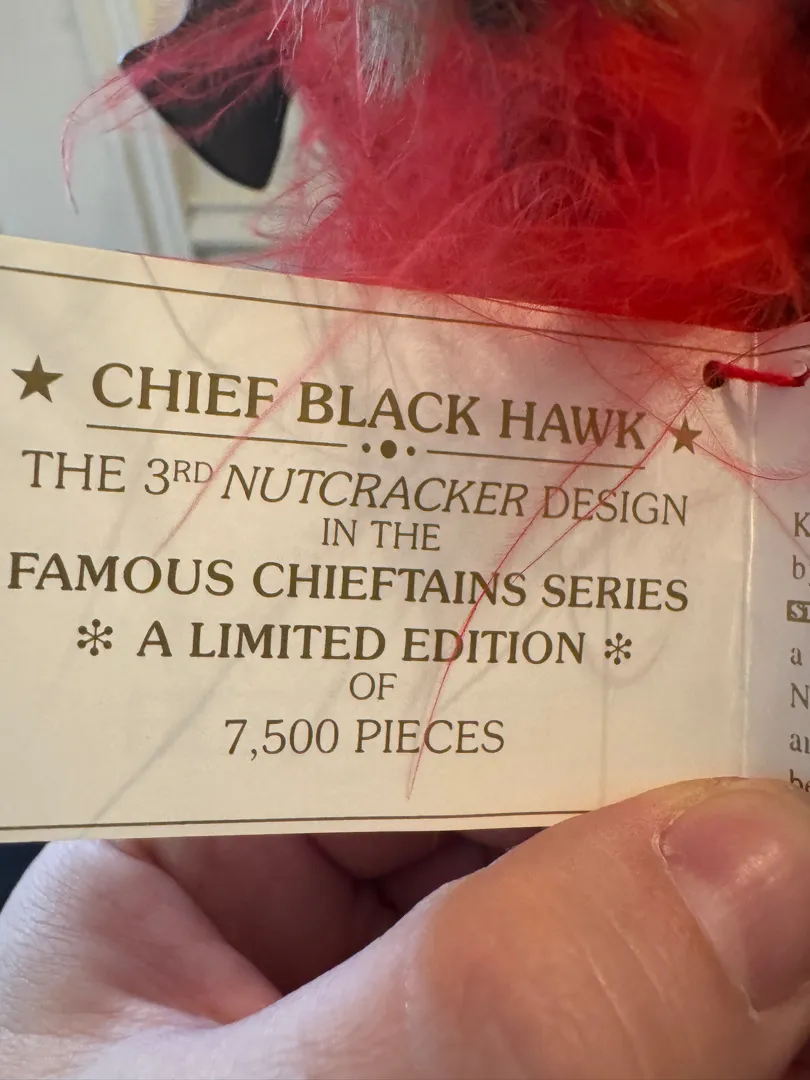 ★ CHIEF BLACK HAWK ★
THE 3RD NUTCRACKER DESIGN
IN THE
FAMOUS CHIEFTAINS SERIES
✻ A LIMITED EDITION ✻
OF
7,500 PIECES